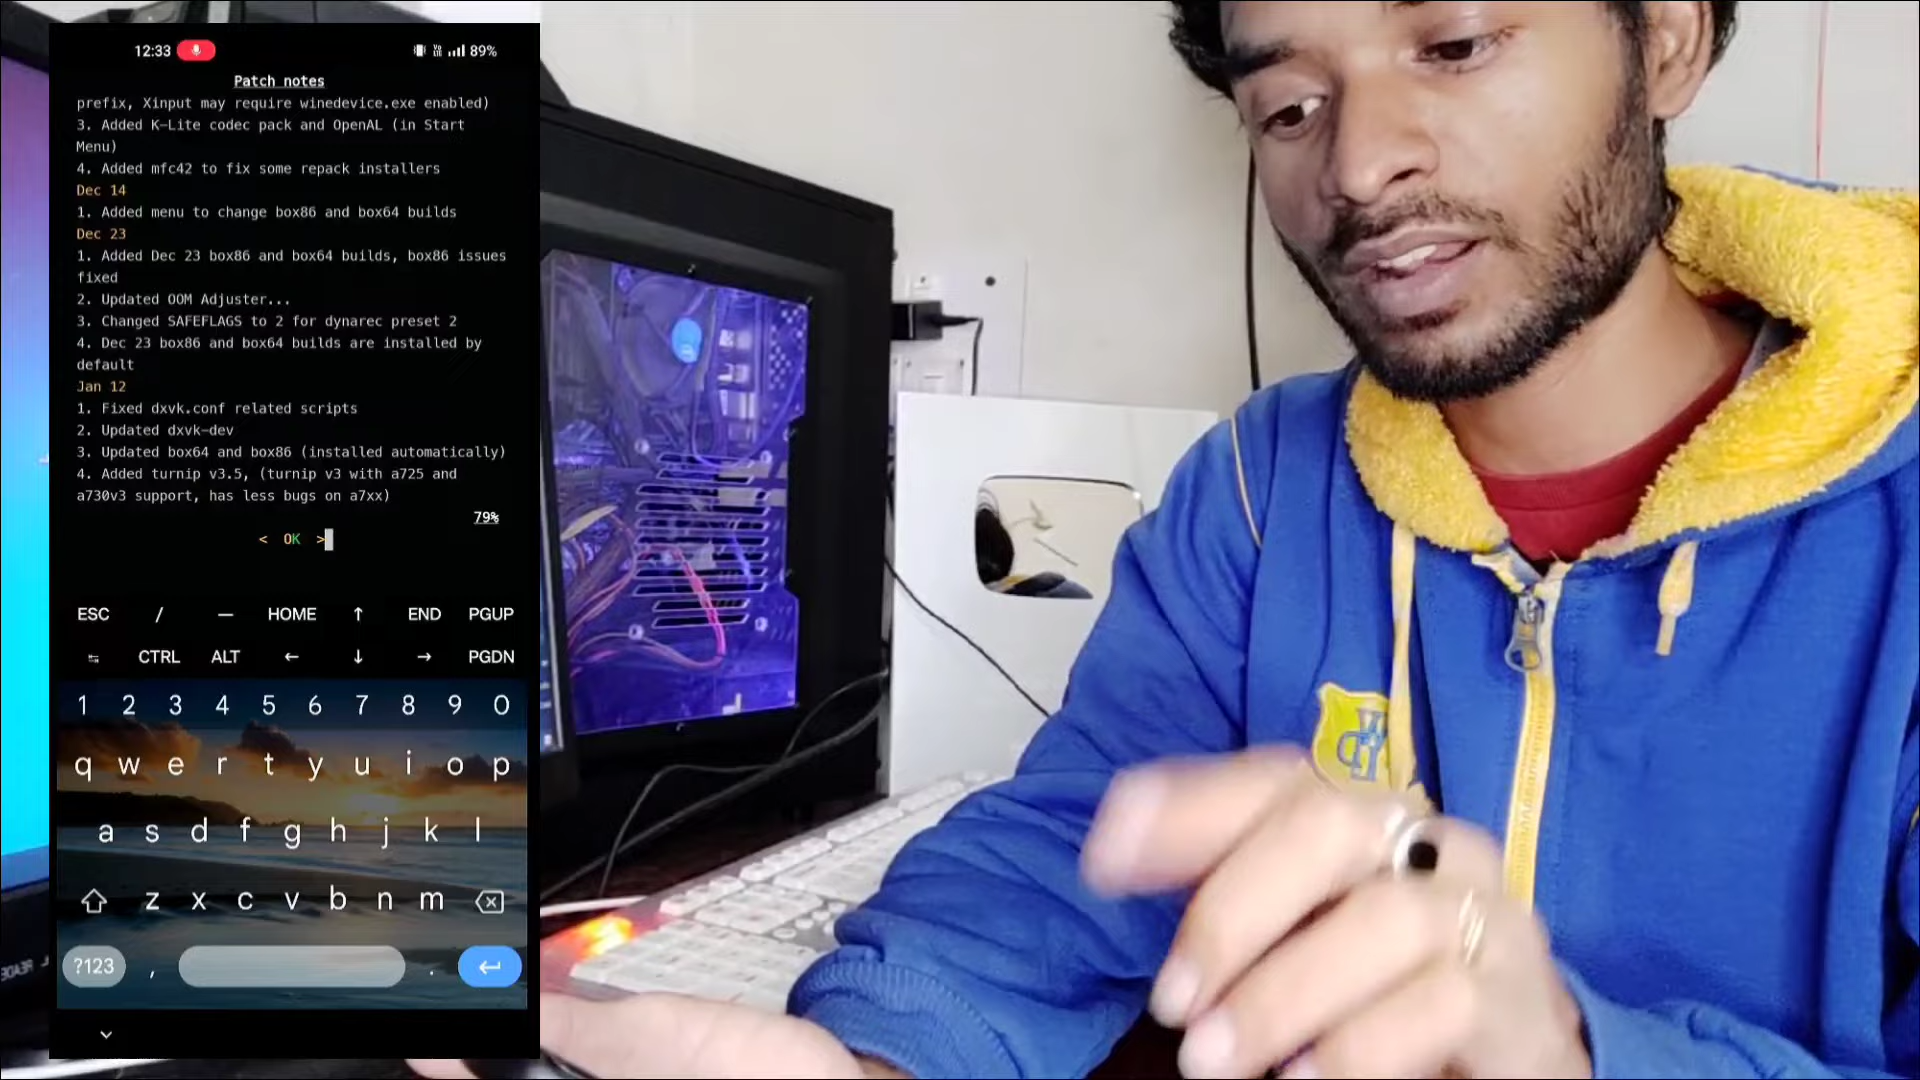 12:33 89%
Patch notes
prefix, Xinput may require winedevice.exe enabled)
3. Added K-Lite codec pack and OpenAL (in Start
Menu)
4. Added mfc42 to fix some repack installers
Dec 14
1. Added menu to change box86 and box64 builds
Dec 23
1. Added Dec 23 box86 and box64 builds, box86 issues
fixed
2. Updated OOM Adjuster...
3. Changed SAFEFLAGS to 2 for dynarec preset 2
4. Dec 23 box86 and box64 builds are installed by
default
Jan 12
1. Fixed dxvk.conf related scripts
2. Updated dxvk-dev
3. Updated box64 and box86 (installed automatically)
4. Added turnip v3.5, (turnip v3 with a725 and
a730v3 support, has less bugs on a7xx)
79%
< OK >
ESC / — HOME ↑ END PGUP
CTRL ALT ← ↓ → PGDN
1 2 3 4 5 6 7 8 9 0
q w e r t y u i o p
a s d f g h j k l
z x c v b n m
?123 , .